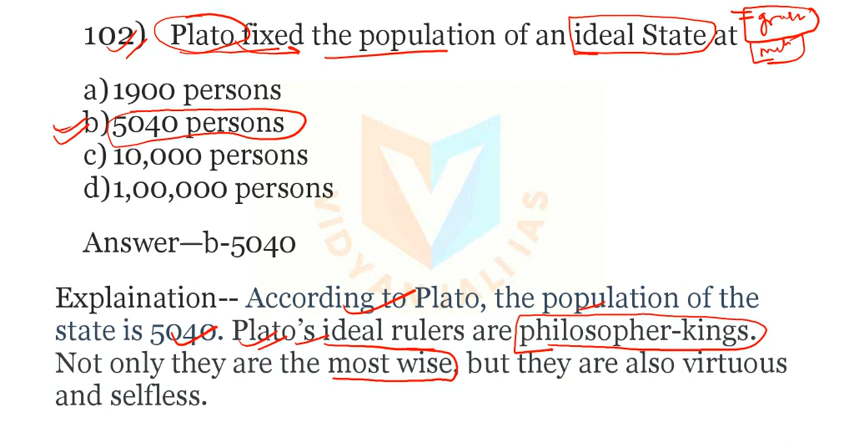 102) Plato fixed the population of an ideal State at
a)1900 persons
b)5040 persons
c)10,000 persons
d)1,00,000 persons
Answer—b-5040
Explaination-- According to Plato, the population of the
state is 5040. Plato's ideal rulers are philosopher-kings.
Not only they are the most wise, but they are also virtuous
and selfless.